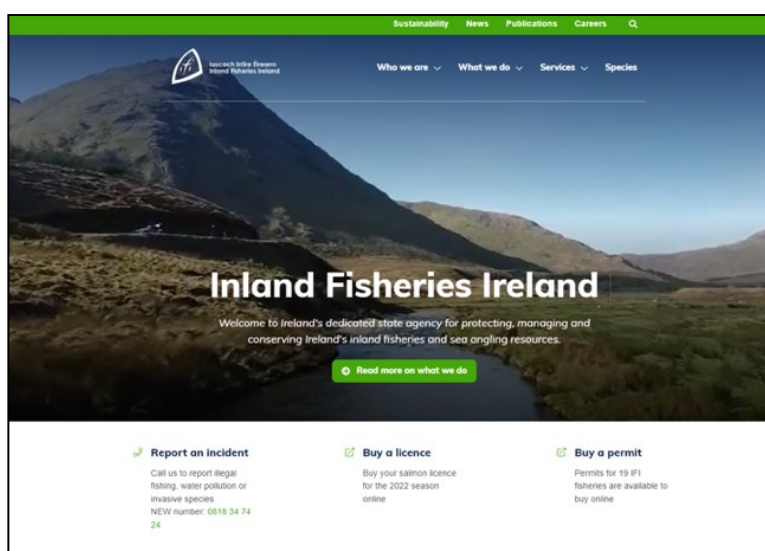 Sustainability News Publications Careers
Iascach Intíre Éireann
Inland Fisheries Ireland
Who we are What we do Services Species
Inland Fisheries Ireland
Welcome to Ireland's dedicated state agency for protecting, managing and
conserving Ireland's inland fisheries and sea angling resources.
Read more on what we do
Report an incident
Call us to report illegal
fishing, water pollution or
invasive species
NEW number: 0818 34 74
24
Buy a licence
Buy your salmon licence
for the 2022 season
online
Buy a permit
Permits for 19 IFI
fisheries are available to
buy online